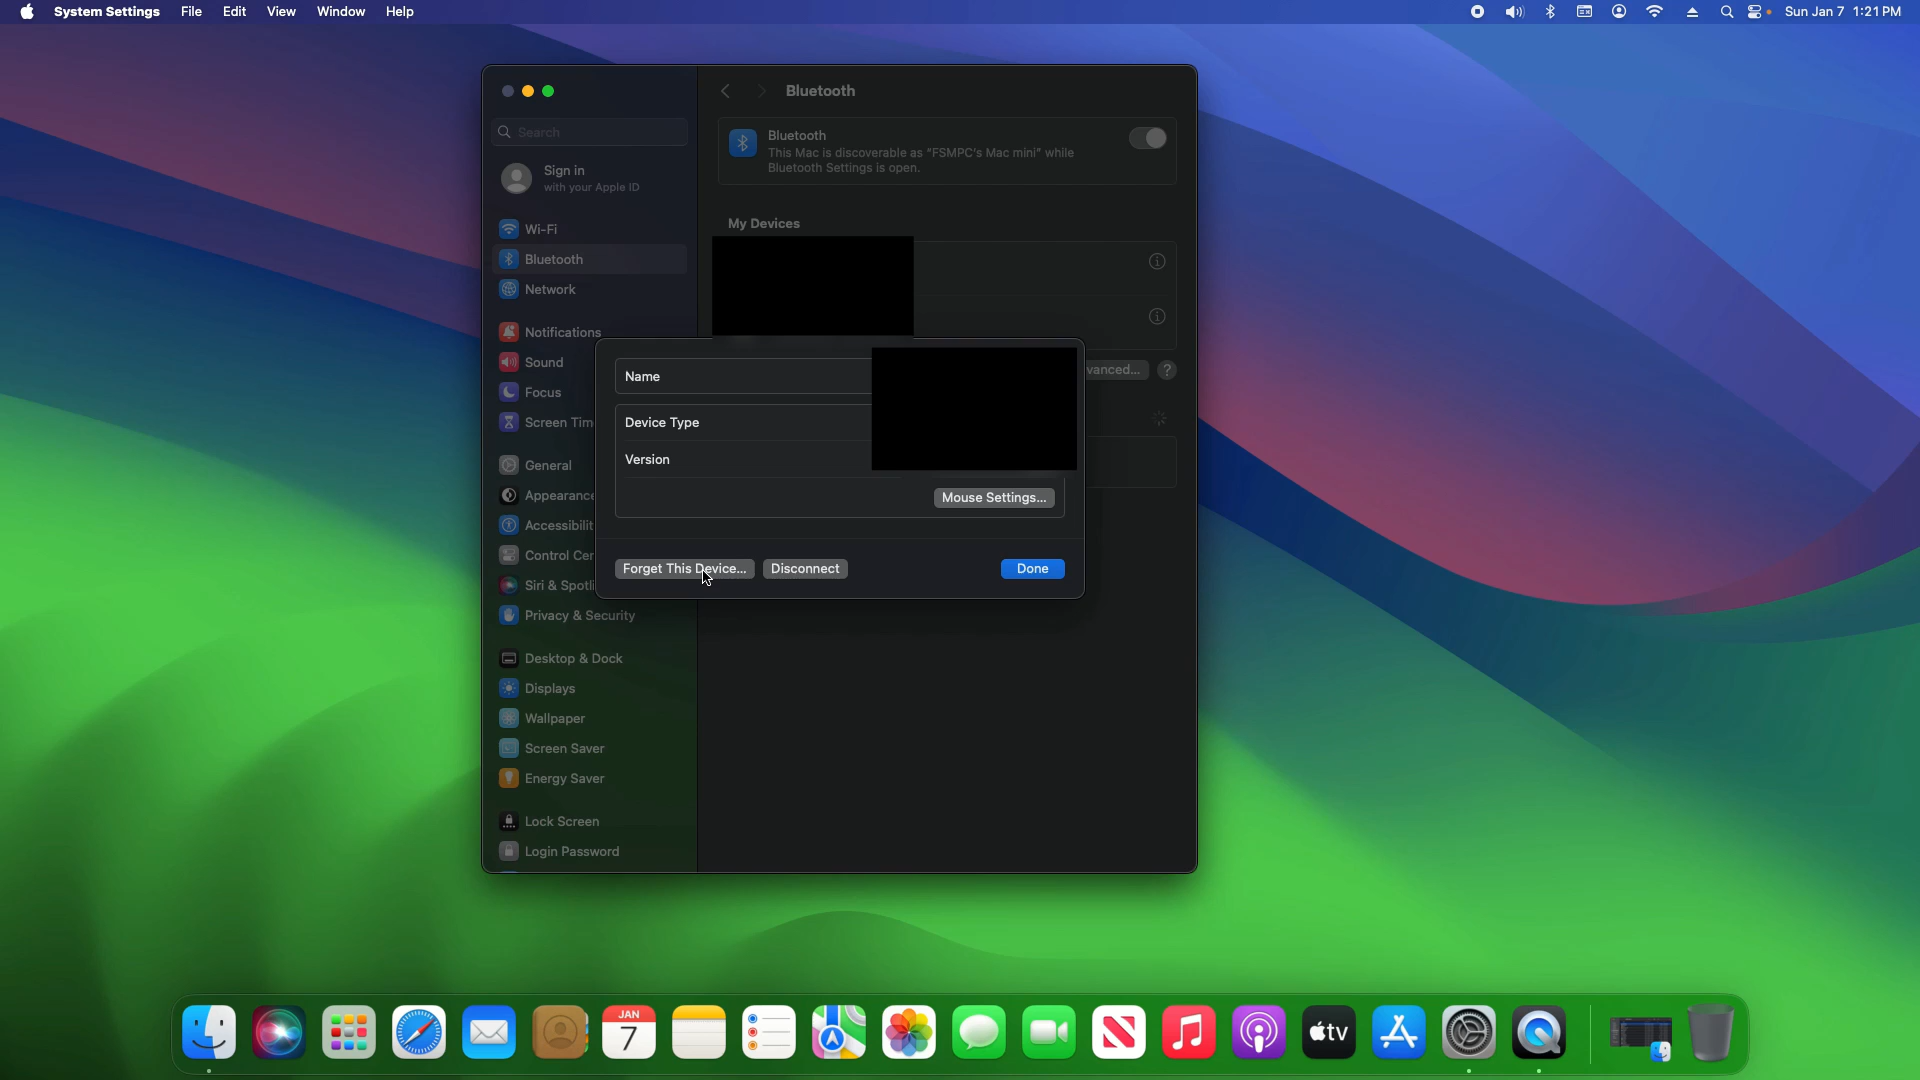 System Settings File Edit View Window Help
Sun Jan 7 1:21 PM
Bluetooth
Search
Bluetooth
This Mac is discoverable as "FSMPC's Mac mini" while
Bluetooth Settings is open.
Sign in
with your Apple ID
My Devices
Wi-Fi
Bluetooth
Network
Notifications
Sound
Focus
Screen Tim
General
Appearance
Accessibilit
Control Cen
Siri & Spotli
Privacy & Security
Desktop & Dock
Displays
Wallpaper
Screen Saver
Energy Saver
Lock Screen
Login Password
vanced... ?
Name
Device Type
Version
Mouse Settings...
Forget This Device... Disconnect Done
JAN
7
tv